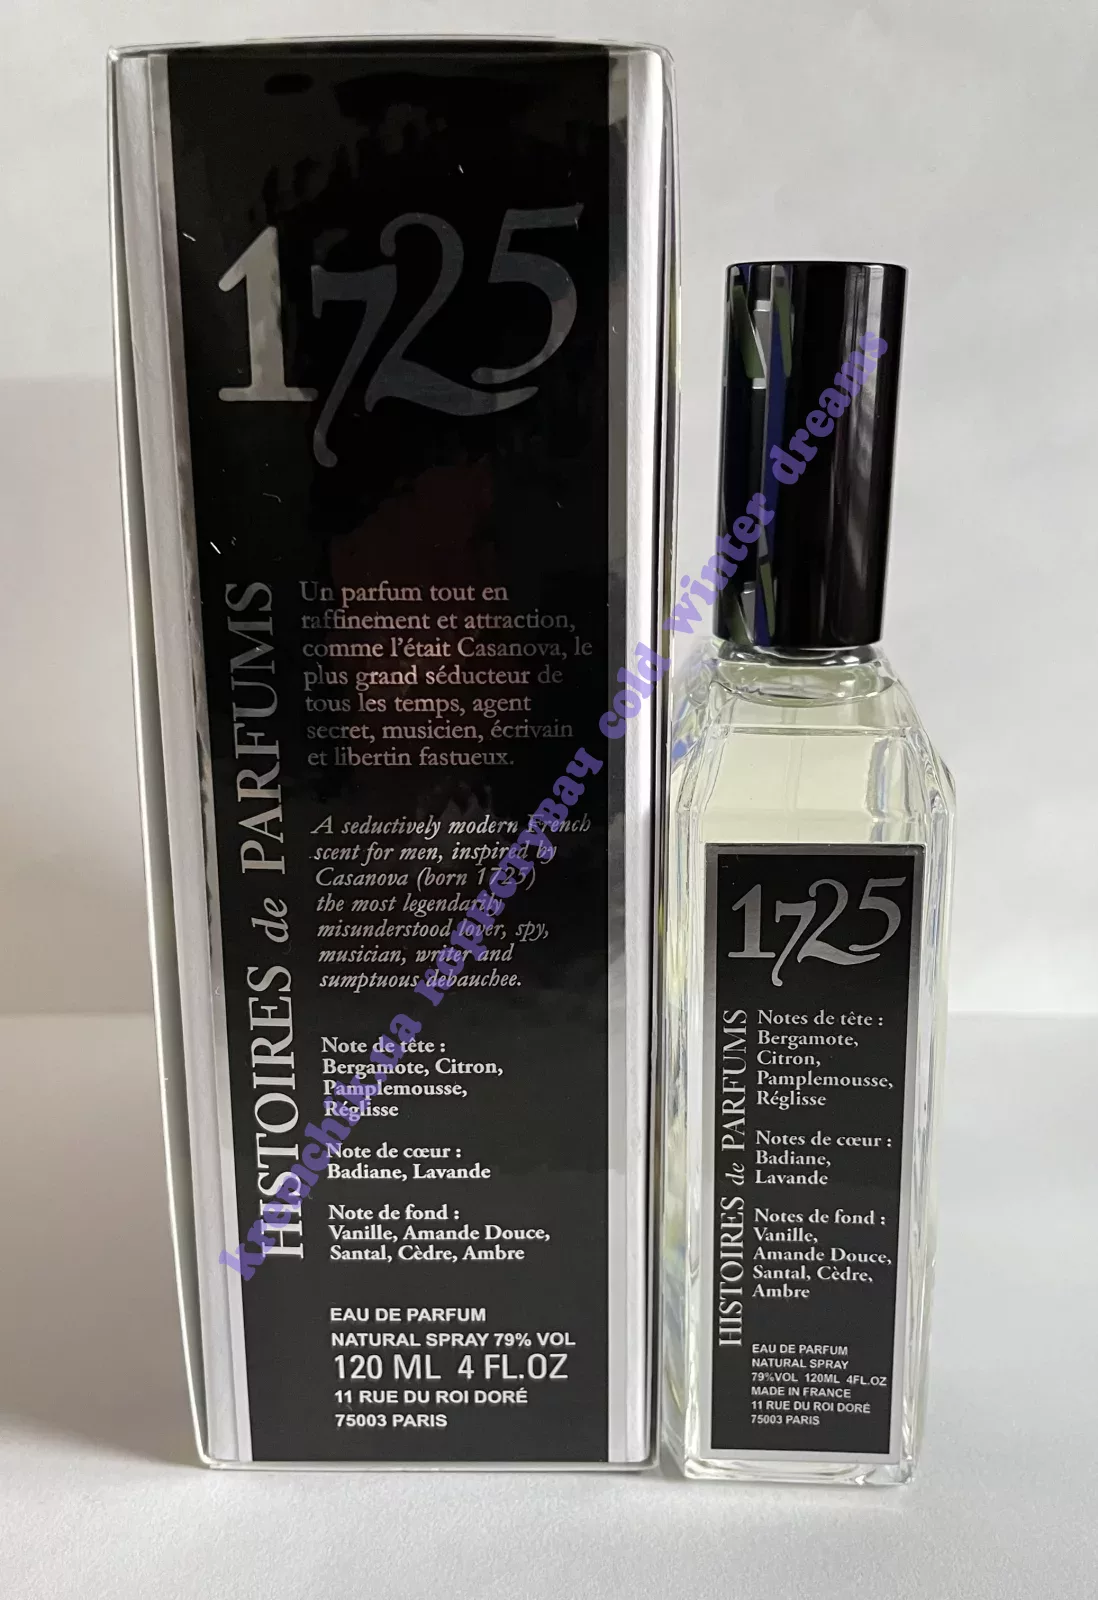 1725
HISTOIRES de PARFUMS
Un parfum tout en
raffinement et attraction,
comme l'était Casanova, le
plus grand séducteur de
tous les temps, agent
secret, musicien, écrivain
et libertin fastueux.
A seductively modern French
scent for men, inspired by
Casanova (born 1725)
the most legendarily
misunderstood lover, spy,
musician, writer and
sumptuous debauchee.
Note de tête :
Bergamote, Citron,
Pamplemousse,
Réglisse
Note de cœur :
Badiane, Lavande
Note de fond :
Vanille, Amande Douce,
Santal, Cèdre, Ambre
EAU DE PARFUM
NATURAL SPRAY 79% VOL
120 ML 4 FL.OZ
11 RUE DU ROI DORÉ
75003 PARIS
1725
HISTOIRES de PARFUMS
Notes de tête :
Bergamote,
Citron,
Pamplemousse,
Réglisse
Notes de cœur :
Badiane,
Lavande
Notes de fond :
Vanille,
Amande Douce,
Santal, Cèdre,
Ambre
EAU DE PARFUM
NATURAL SPRAY
79%VOL 120ML 4FL.OZ
MADE IN FRANCE
11 RUE DU ROI DORÉ
75003 PARIS
cold winter dreams